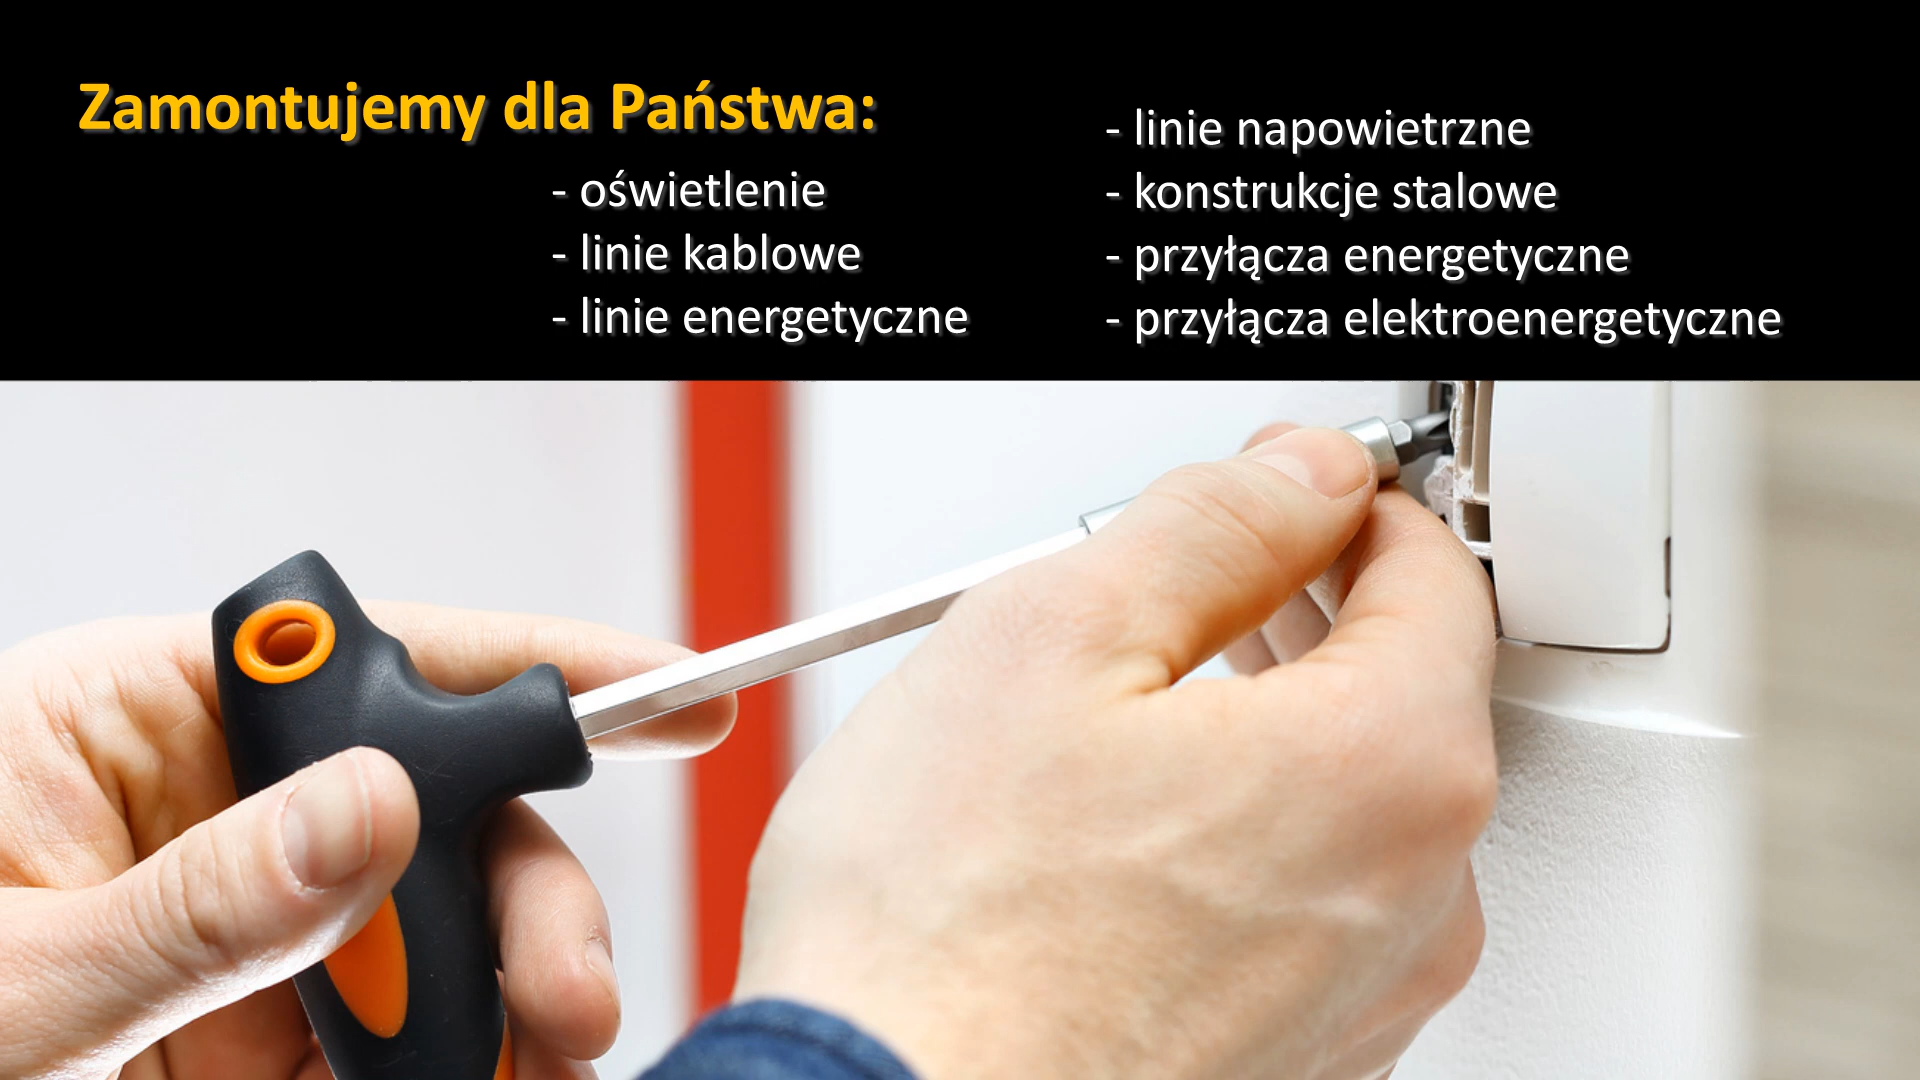 Zamontujemy dla Państwa:
- oświetlenie
- linie kablowe
- linie energetyczne
- linie napowietrzne
- konstrukcje stalowe
- przyłącza energetyczne
- przyłącza elektroenergetyczne